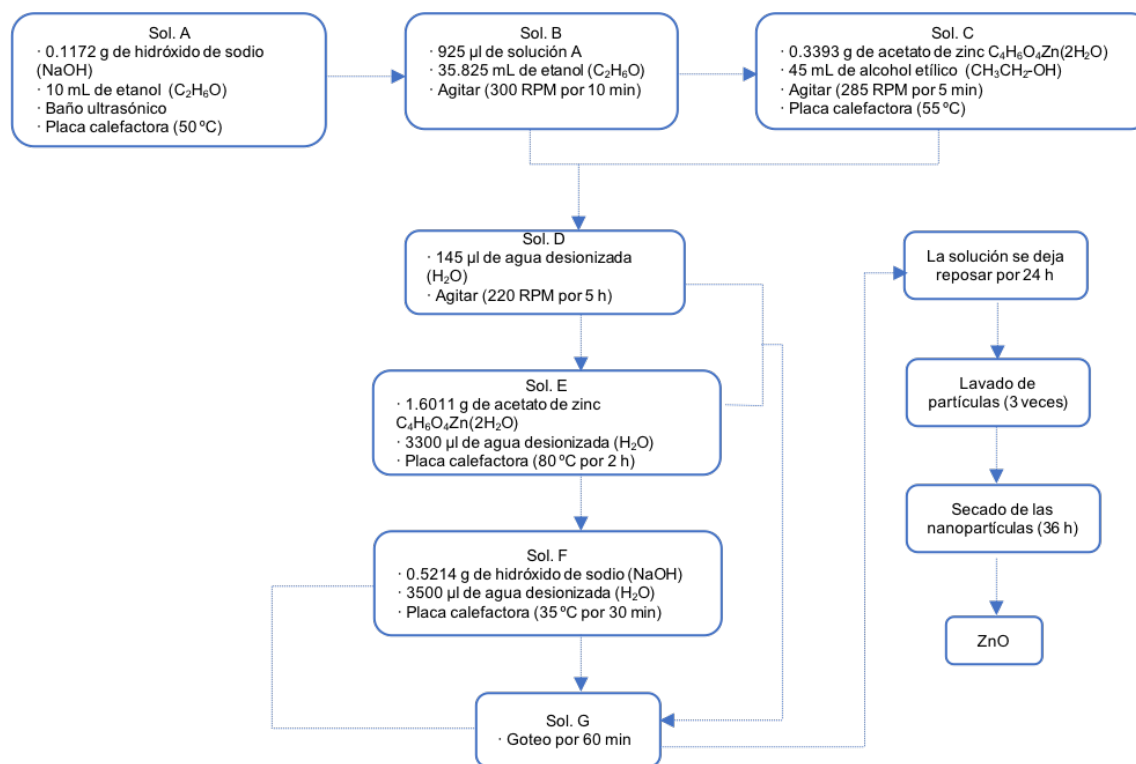 Sol. A
· 0.1172 g de hidróxido de sodio
(NaOH)
· 10 mL de etanol (C₂H₆O)
· Baño ultrasónico
· Placa calefactora (50 ºC)
Sol. B
· 925 µl de solución A
· 35.825 mL de etanol (C₂H₆O)
· Agitar (300 RPM por 10 min)
Sol. C
· 0.3393 g de acetato de zinc C₄H₆O₄Zn(2H₂O)
· 45 mL de alcohol etílico (CH₃CH₂-OH)
· Agitar (285 RPM por 5 min)
· Placa calefactora (55 ºC)
Sol. D
· 145 µl de agua desionizada
(H₂O)
· Agitar (220 RPM por 5 h)
Sol. E
· 1.6011 g de acetato de zinc
C₄H₆O₄Zn(2H₂O)
· 3300 µl de agua desionizada (H₂O)
· Placa calefactora (80 ºC por 2 h)
Sol. F
· 0.5214 g de hidróxido de sodio (NaOH)
· 3500 µl de agua desionizada (H₂O)
· Placa calefactora (35 ºC por 30 min)
Sol. G
· Goteo por 60 min
La solución se deja
reposar por 24 h
Lavado de
partículas (3 veces)
Secado de las
nanopartículas (36 h)
ZnO